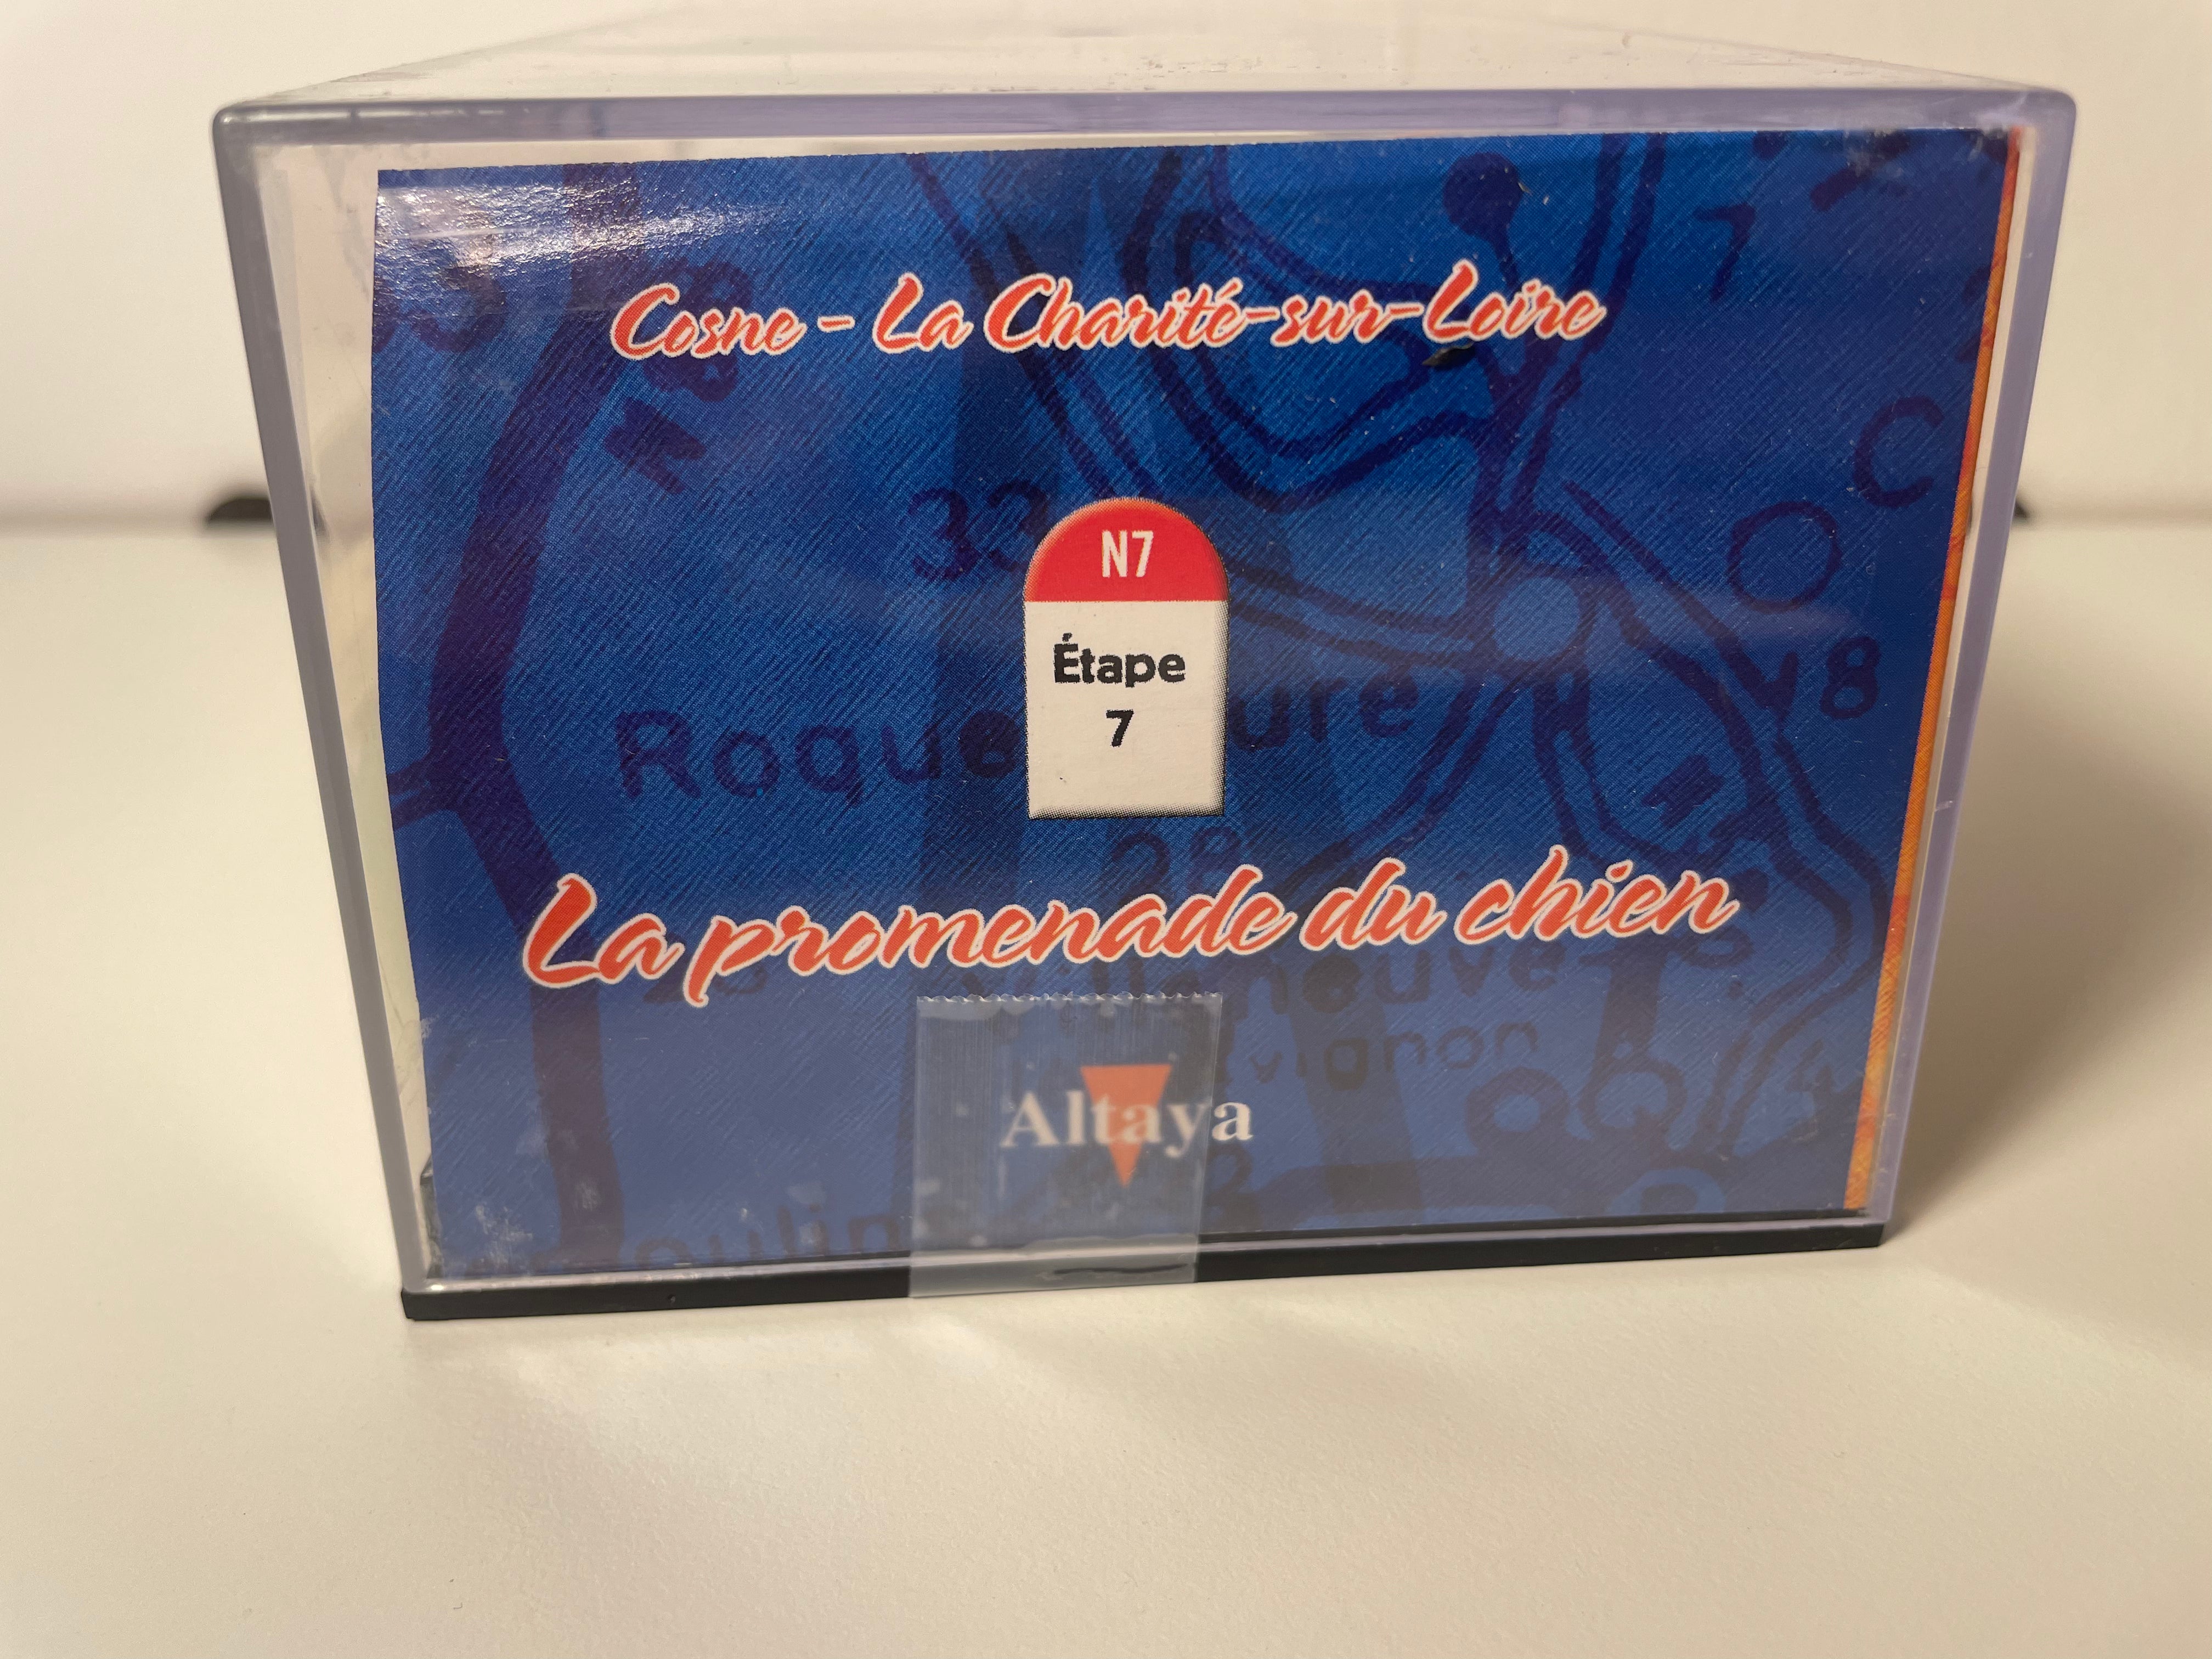 Cosne - La Charité-sur-Loire
N7
Étape
7
La promenade du chien
Altaya